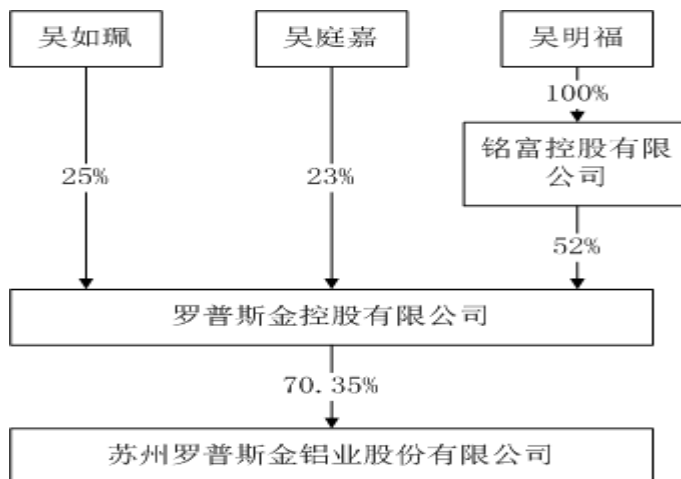 吴如珮
吴庭嘉
吴明福
100%
铭富控股有限
公司
25%
23%
52%
罗普斯金控股有限公司
70.35%
苏州罗普斯金铝业股份有限公司